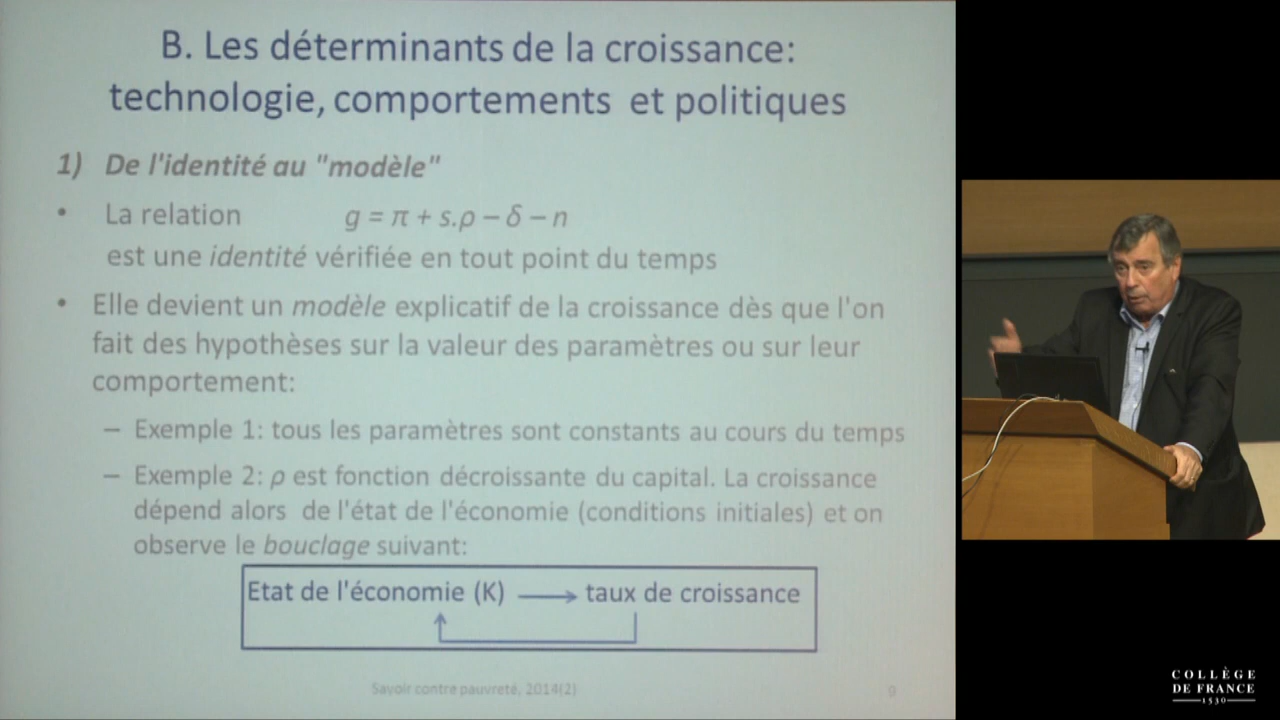 B. Les déterminants de la croissance:
technologie, comportements et politiques
1) De l'identité au "modèle"
• La relation g = π + s.ρ – δ – n
est une identité vérifiée en tout point du temps
• Elle devient un modèle explicatif de la croissance dès que l'on
fait des hypothèses sur la valeur des paramètres ou sur leur
comportement:
– Exemple 1: tous les paramètres sont constants au cours du temps
– Exemple 2: ρ est fonction décroissante du capital. La croissance
dépend alors de l'état de l'économie (conditions initiales) et on
observe le bouclage suivant:
Etat de l'économie (K) → taux de croissance
Savoir contre pauvreté, 2014(2)
9
COLLÈGE
DE FRANCE
1530